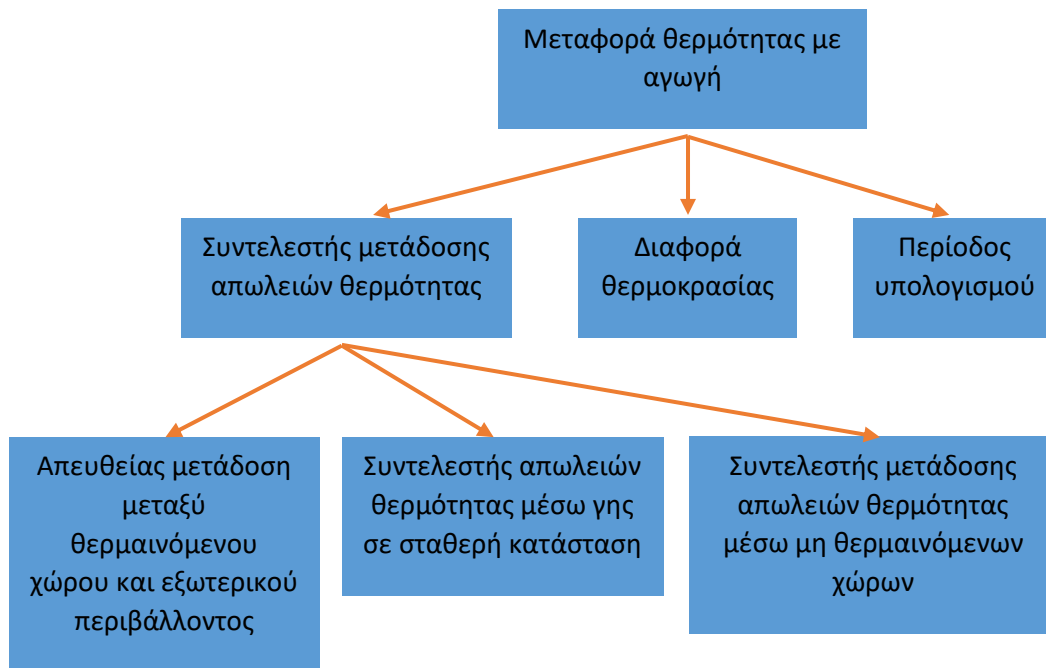 Μεταφορά θερμότητας με
αγωγή
Συντελεστής μετάδοσης
απωλειών θερμότητας
Διαφορά
θερμοκρασίας
Περίοδος
υπολογισμού
Απευθείας μετάδοση
μεταξύ
θερμαινόμενου
χώρου και εξωτερικού
περιβάλλοντος
Συντελεστής απωλειών
θερμότητας μέσω γης
σε σταθερή κατάσταση
Συντελεστής μετάδοσης
απωλειών θερμότητας
μέσω μη θερμαινόμενων
χώρων